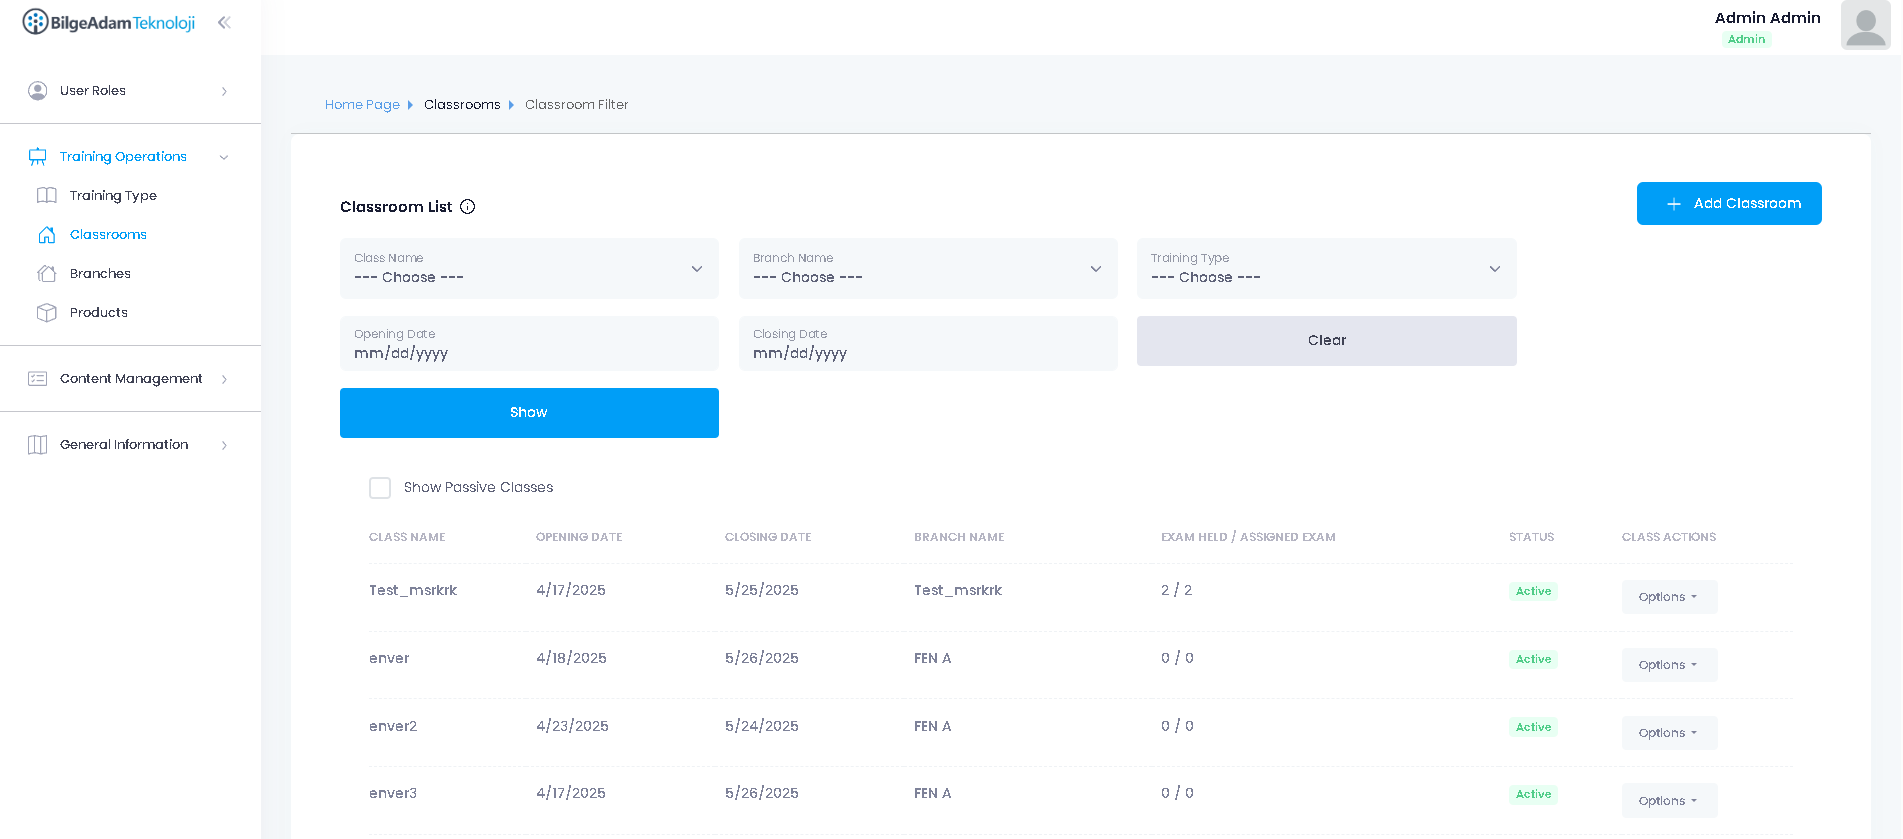 BilgeAdam Teknoloji
Admin Admin
Admin
User Roles
Training Operations
Training Type
Classrooms
Branches
Products
Content Management
General Information
Home Page Classrooms Classroom Filter
Classroom List
Add Classroom
Class Name
--- Choose ---
Branch Name
--- Choose ---
Training Type
--- Choose ---
Opening Date
mm/dd/yyyy
Closing Date
mm/dd/yyyy
Clear
Show
Show Passive Classes
CLASS NAME OPENING DATE CLOSING DATE BRANCH NAME EXAM HELD / ASSIGNED EXAM STATUS CLASS ACTIONS
Test_msrkrk 4/17/2025 5/25/2025 Test_msrkrk 2 / 2 Active Options
enver 4/18/2025 5/26/2025 FEN A 0 / 0 Active Options
enver2 4/23/2025 5/24/2025 FEN A 0 / 0 Active Options
enver3 4/17/2025 5/26/2025 FEN A 0 / 0 Active Options